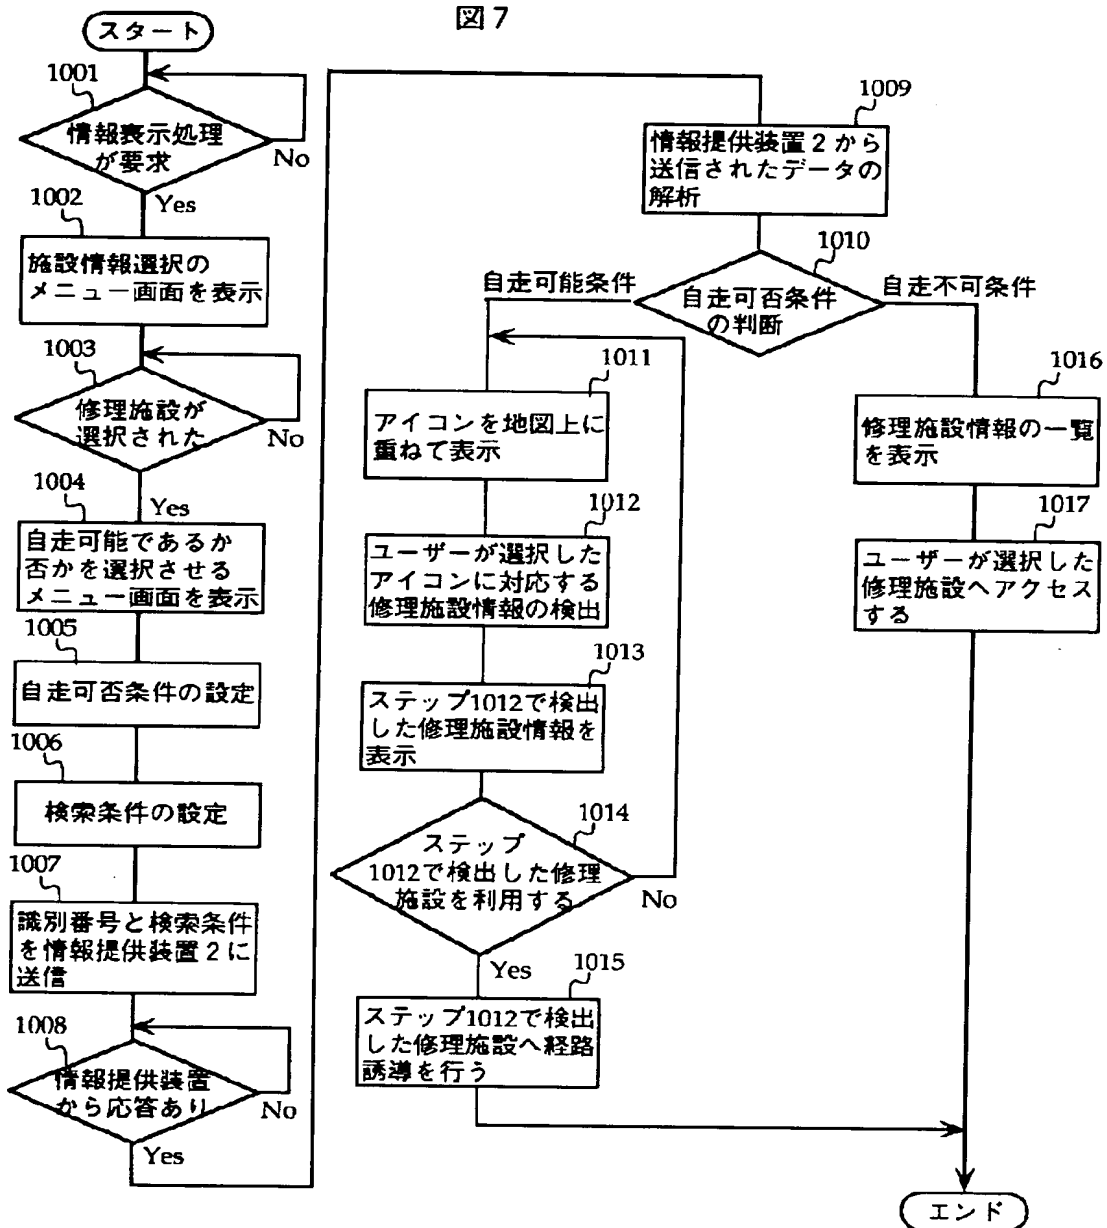 図7
スタート
1001
情報表示処理
が要求
No
Yes
1002
施設情報選択の
メニュー画面を表示
1003
修理施設が
選択された
No
Yes
1004
自走可能であるか
否かを選択させる
メニュー画面を表示
1005
自走可否条件の設定
1006
検索条件の設定
1007
識別番号と検索条件
を情報提供装置2に
送信
1008
情報提供装置
から応答あり
No
Yes
1009
情報提供装置2から
送信されたデータの
解析
1010
自走可否条件
の判断
自走可能条件
自走不可条件
1011
アイコンを地図上に
重ねて表示
1012
ユーザーが選択した
アイコンに対応する
修理施設情報の検出
1013
ステップ1012で検出
した修理施設情報を
表示
1014
ステップ
1012で検出した修理
施設を利用する
No
Yes
1015
ステップ1012で検出
した修理施設へ経路
誘導を行う
1016
修理施設情報の一覧
を表示
1017
ユーザーが選択した
修理施設へアクセス
する
エンド